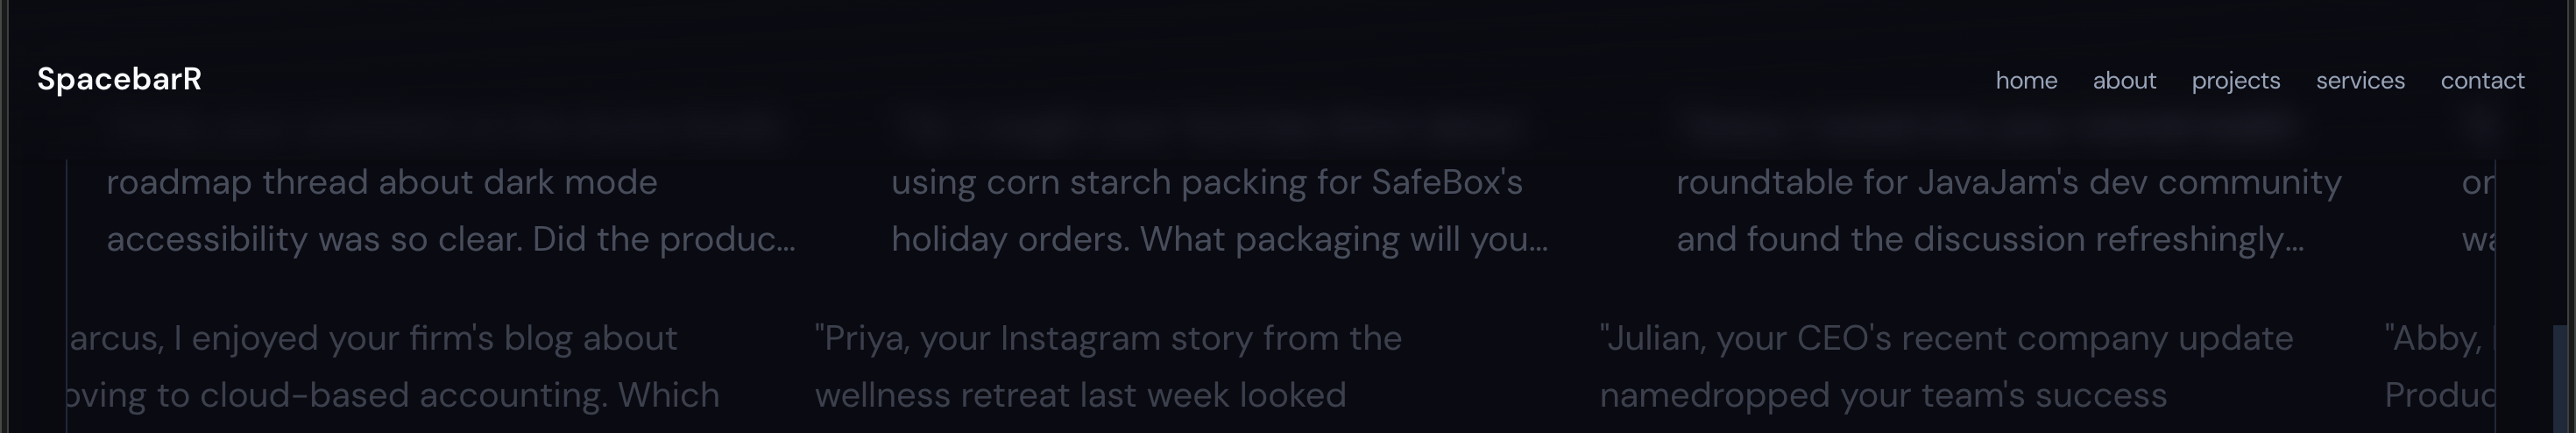 SpacebarR
home about projects services contact
roadmap thread about dark mode
accessibility was so clear. Did the produc...
using corn starch packing for SafeBox's
holiday orders. What packaging will you...
roundtable for JavaJam's dev community
and found the discussion refreshingly...
or
wa
arcus, I enjoyed your firm's blog about
oving to cloud-based accounting. Which
"Priya, your Instagram story from the
wellness retreat last week looked
"Julian, your CEO's recent company update
namedropped your team's success
"Abby,
Produc